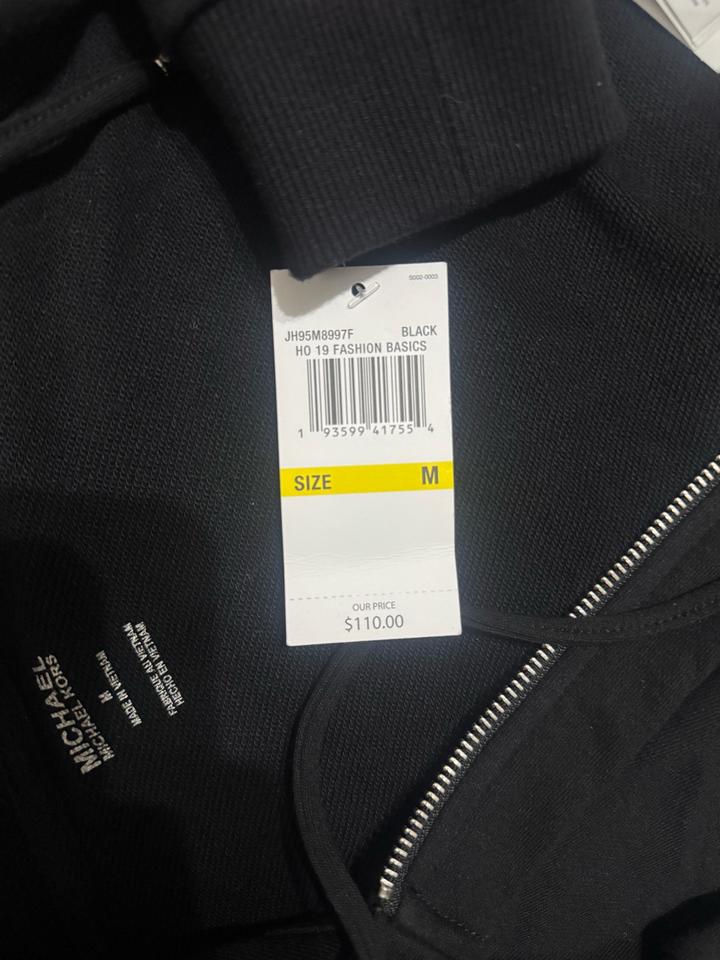 S002-0003
JH95M8997F BLACK
HO 19 FASHION BASICS
1 93599 41755 4
SIZE M
OUR PRICE
$110.00
MICHAEL
MICHAEL KORS
M
MADE IN VIETNAM
FABRIQUE AU VIETNAM
HECHO EN VIETNAM